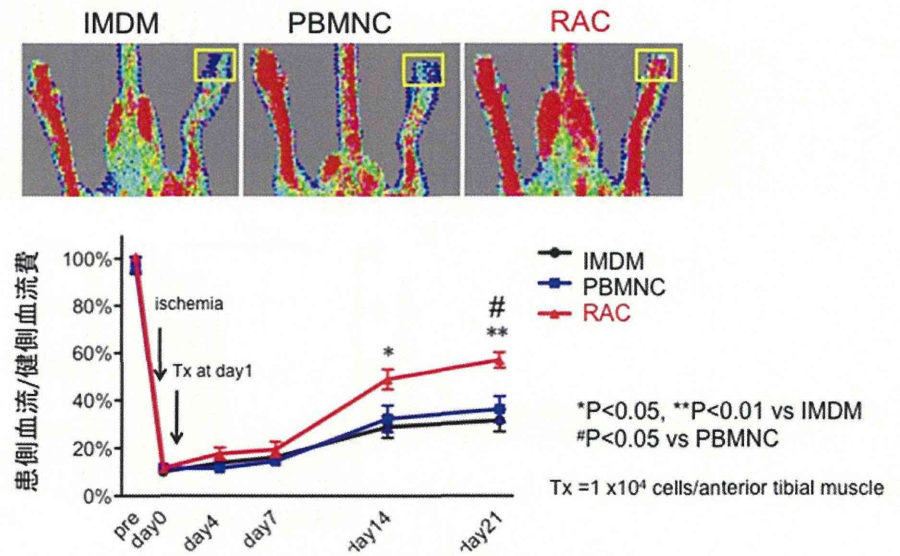 IMDM
PBMNC
RAC
患側血流/健側血流費
100%
80%
60%
40%
20%
0%
ischemia
Tx at day1
*
#
**
pre
day0
day4
day7
day14
day21
IMDM
PBMNC
RAC
*P<0.05, **P<0.01 vs IMDM
#P<0.05 vs PBMNC
Tx =1 x10⁴ cells/anterior tibial muscle